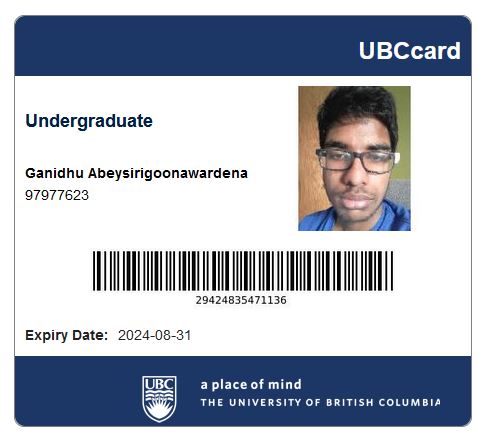 UBCcard
Undergraduate
Ganidhu Abeysirigoonawardena
97977623
29424835471136
Expiry Date: 2024-08-31
UBC
a place of mind
THE UNIVERSITY OF BRITISH COLUMBIA